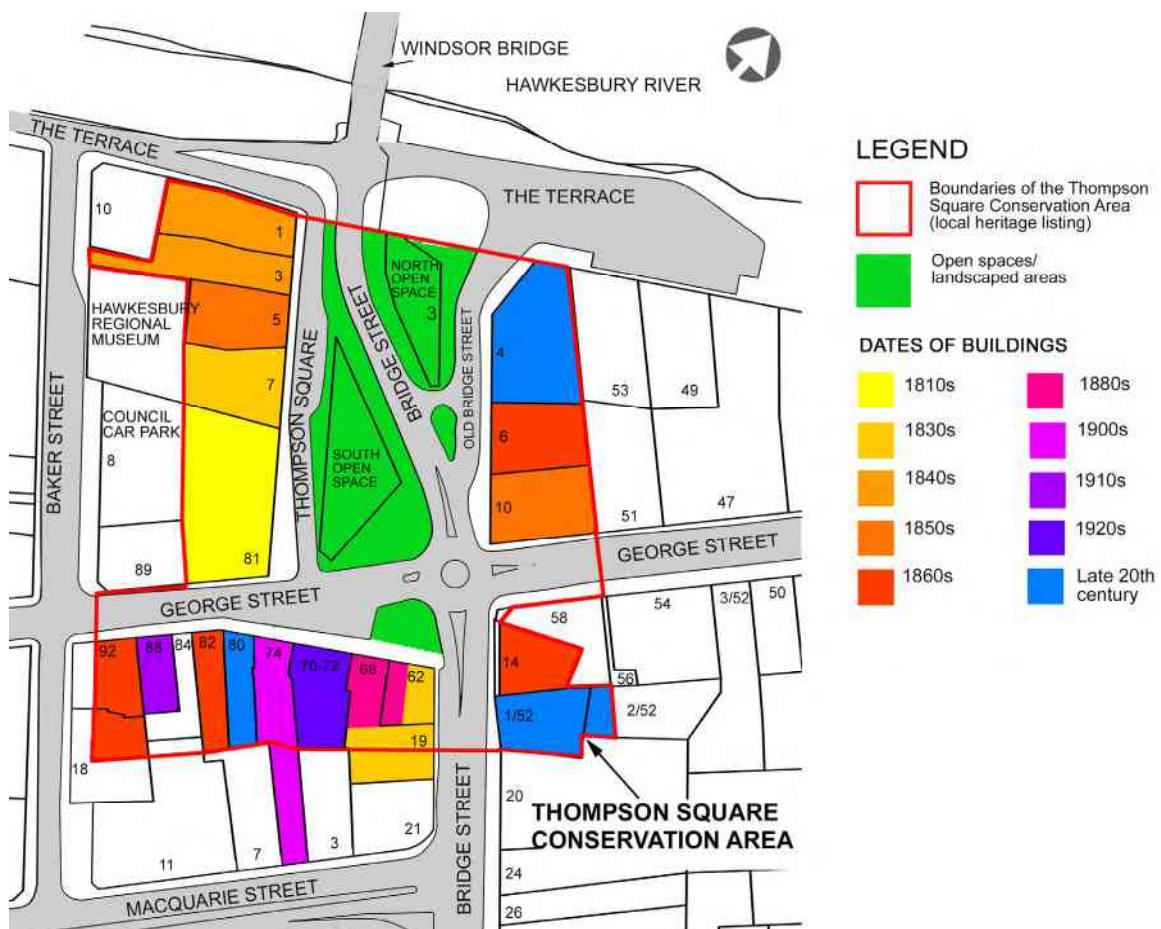 WINDSOR BRIDGE
HAWKESBURY RIVER
THE TERRACE
THE TERRACE
10
1
3
HAWKESBURY
REGIONAL
MUSEUM
5
7
COUNCIL
CAR PARK
8
89
81
BAKER STREET
THOMPSON SQUARE
BRIDGE STREET
OLD BRIDGE STREET
NORTH
OPEN
SPACE
3
SOUTH
OPEN
SPACE
4
6
10
53
49
51
47
GEORGE STREET
GEORGE STREET
92
88
84
82
80
74
70-72
68
62
19
18
11
7
3
21
MACQUARIE STREET
BRIDGE STREET
58
54
3/52
50
14
56
1/52
2/52
20
24
26
THOMPSON SQUARE
CONSERVATION AREA
LEGEND
Boundaries of the Thompson
Square Conservation Area
(local heritage listing)
Open spaces/
landscaped areas
DATES OF BUILDINGS
1810s
1830s
1840s
1850s
1860s
1880s
1900s
1910s
1920s
Late 20th
century